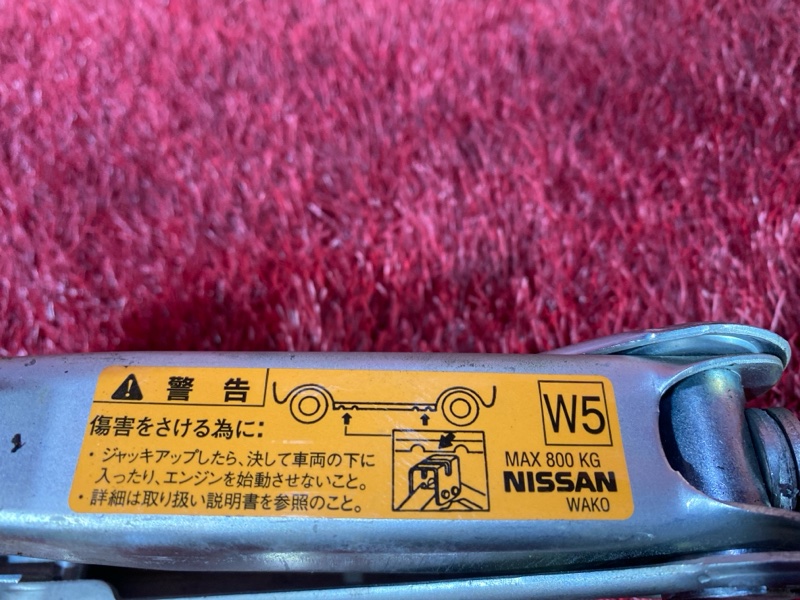 警告
傷害をさける為に:
・ジャッキアップしたら、決して車両の下に
入ったり、エンジンを始動させないこと。
・詳細は取り扱い説明書を参照のこと。
W5
MAX 800 KG
NISSAN
WAKO